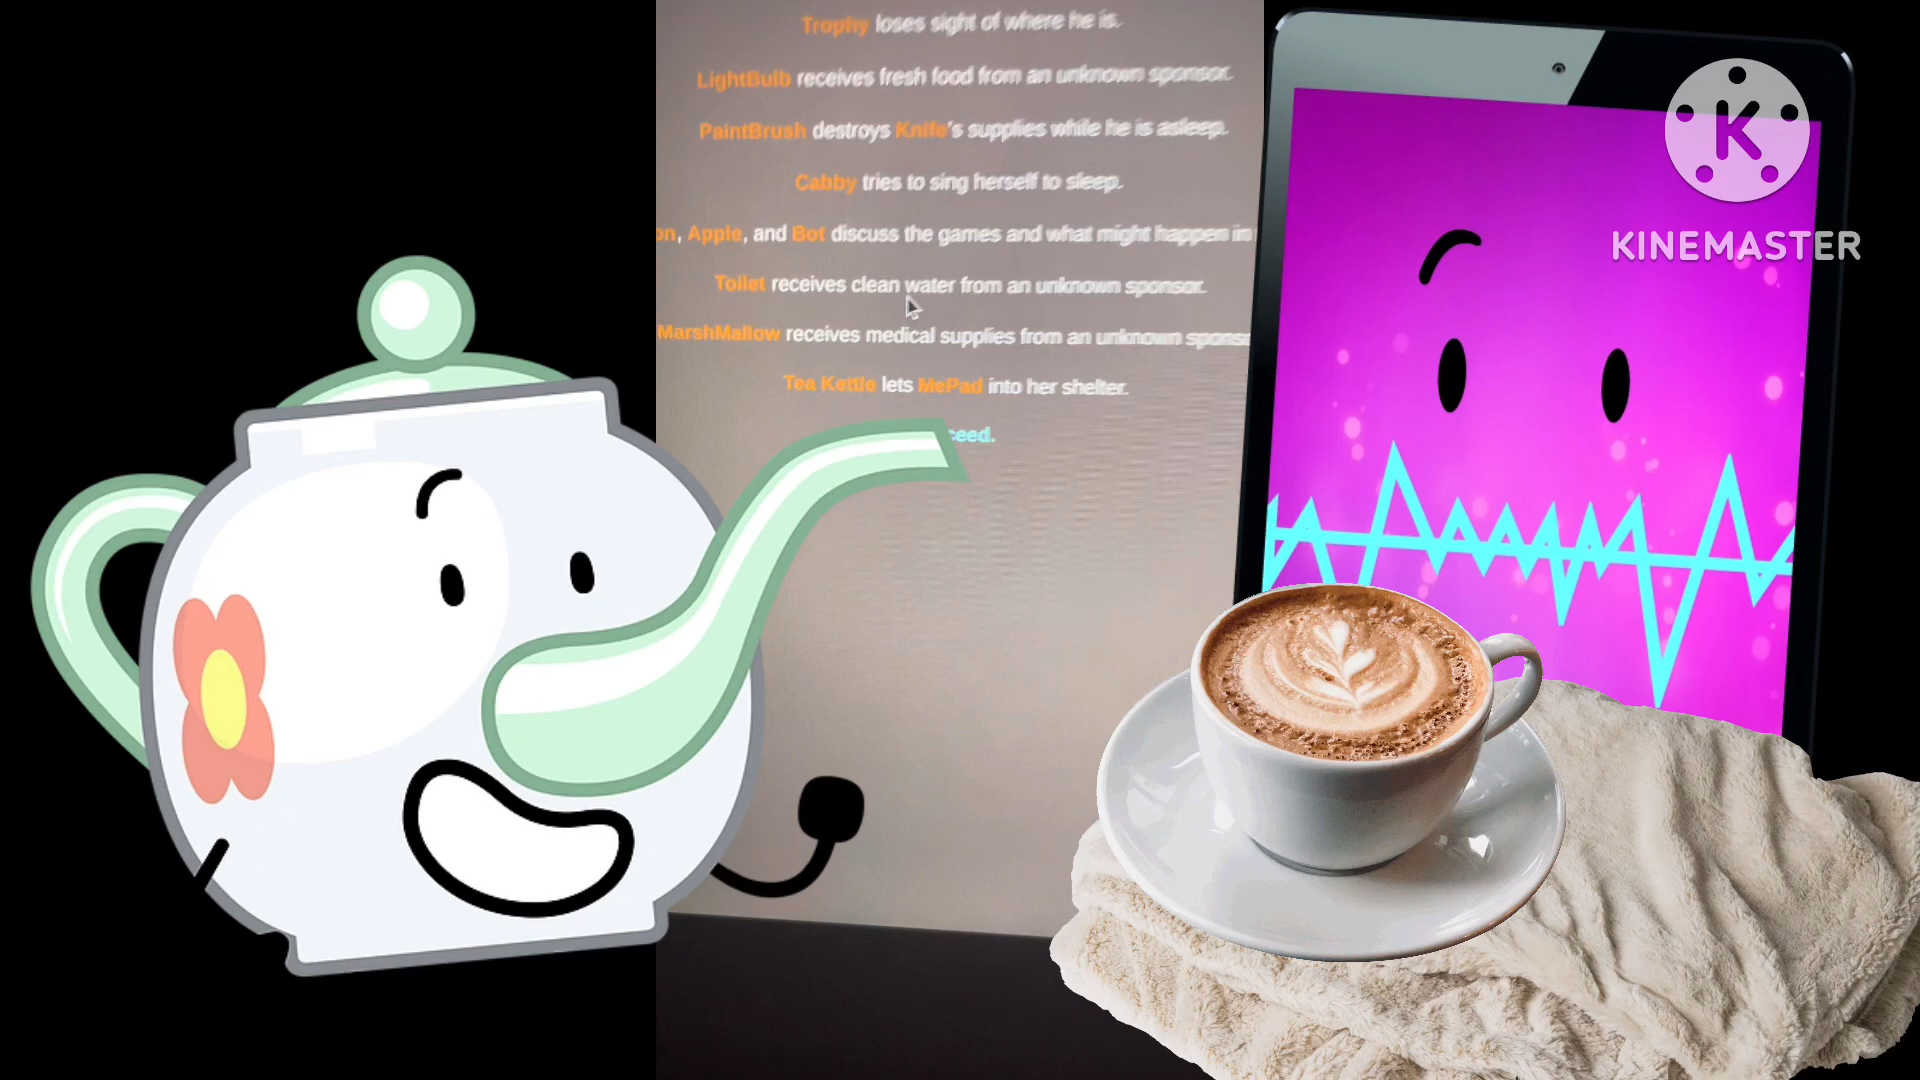 Trophy loses sight of where he is.
LightBulb receives fresh food from an unknown sponsor.
PaintBrush destroys Knife's supplies while he is asleep.
Cabby tries to sing herself to sleep.
on, Apple, and Bot discuss the games and what might happen in
Toilet receives clean water from an unknown sponsor.
MarshMallow receives medical supplies from an unknown sponso
Tea Kettle lets MePad into her shelter.
ceed.
K
KINEMASTER